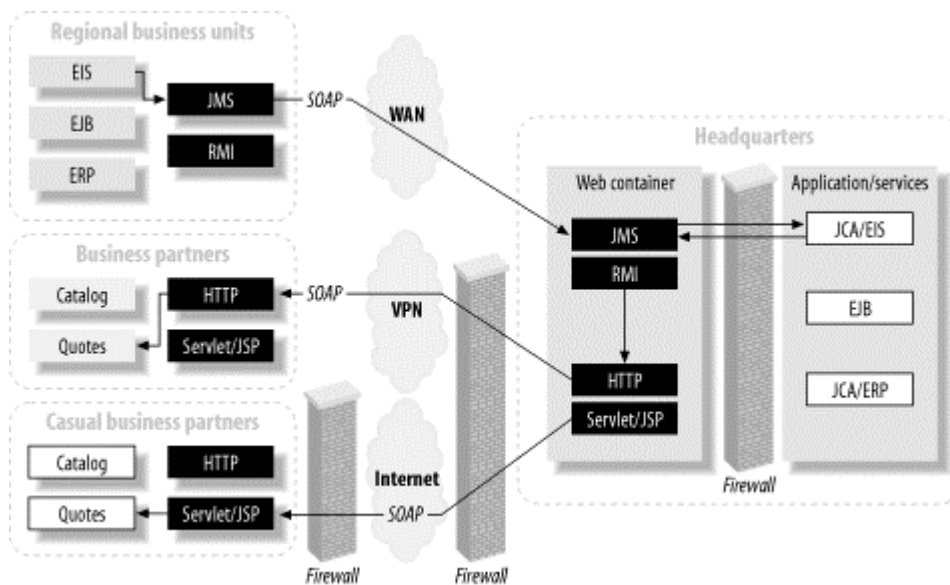 Regional business units
EIS
JMS
SOAP
WAN
EJB
RMI
ERP
Headquarters
Web container
Application/services
JMS
JCA/EIS
RMI
Business partners
Catalog
HTTP
SOAP
VPN
EJB
Quotes
Servlet/JSP
HTTP
JCA/ERP
Servlet/JSP
Casual business partners
Catalog
HTTP
Internet
Quotes
Servlet/JSP
SOAP
Firewall
Firewall
Firewall